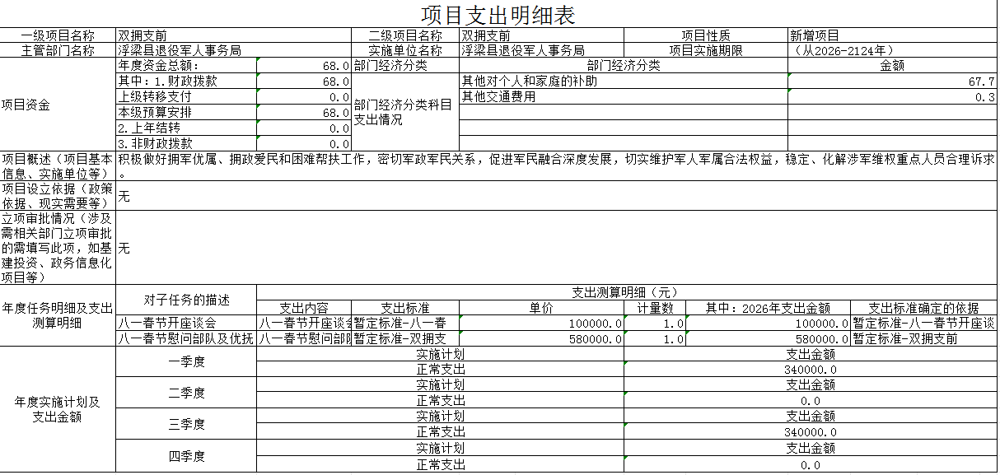 项目支出明细表
一级项目名称 双拥支前 二级项目名称 双拥支前 项目性质 新增项目
主管部门名称 浮梁县退役军人事务局 实施单位名称 浮梁县退役军人事务局 项目实施期限 （从2026-2124年）
项目资金 年度资金总额： 68.0 部门经济分类 部门经济分类 金额
其中：1.财政拨款 68.0 部门经济分类科目支出情况 其他对个人和家庭的补助 67.7
上级转移支付 0.0 其他交通费用 0.3
本级预算安排 68.0
2.上年结转 0.0
3.非财政拨款 0.0
项目概述（项目基本
信息、实施单位等）
积极做好拥军优属、拥政爱民和困难帮扶工作，密切军政军民关系，促进军民融合深度发展，切实维护军人军属合法权益，稳定、化解涉军维权重点人员合理诉求
。
项目设立依据（政策
依据、现实需要等）
无
立项审批情况（涉及
需相关部门立项审批
的需填写此项，如基
建投资、政务信息化
项目等）
无
年度任务明细及支出
测算明细
对子任务的描述 支出测算明细（元）
支出内容 支出标准 单价 计量数 其中：2026年支出金额 支出标准确定的依据
八一春节开座谈会 八一春节开座谈会 暂定标准-八一春 100000.0 1.0 100000.0 暂定标准-八一春节开座谈
八一春节慰问部队及优抚 八一春节慰问部队 暂定标准-双拥支 580000.0 1.0 580000.0 暂定标准-双拥支前
年度实施计划及
支出金额
一季度 实施计划 支出金额
正常支出 340000.0
二季度 实施计划 支出金额
正常支出 0.0
三季度 实施计划 支出金额
正常支出 340000.0
四季度 实施计划 支出金额
正常支出 0.0